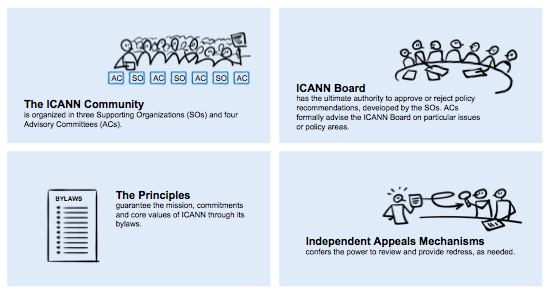 AC SO AC SO AC SO AC
The ICANN Community
is organized in three Supporting Organizations (SOs) and four
Advisory Committees (ACs).
ICANN Board
has the ultimate authority to approve or reject policy
recommendations, developed by the SOs. ACs
formally advise the ICANN Board on particular issues
or policy areas.
BYLAWS
The Principles
guarantee the mission, commitments
and core values of ICANN through its
bylaws.
Independent Appeals Mechanisms
confers the power to review and provide redress, as needed.